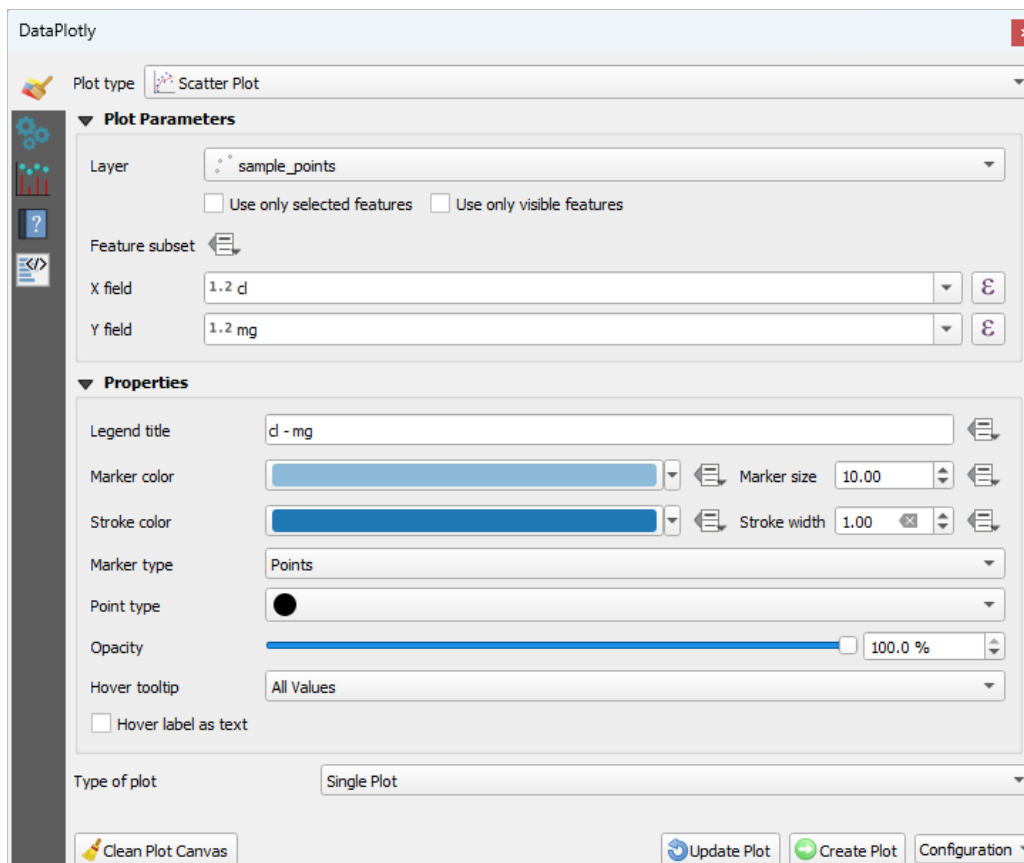 DataPlotly
Plot type Scatter Plot
Plot Parameters
Layer sample_points
Use only selected features Use only visible features
Feature subset
X field 1.2 cl
Y field 1.2 mg
Properties
Legend title cl - mg
Marker color Marker size 10.00
Stroke color Stroke width 1.00
Marker type Points
Point type
Opacity 100.0 %
Hover tooltip All Values
Hover label as text
Type of plot Single Plot
Clean Plot Canvas Update Plot Create Plot Configuration